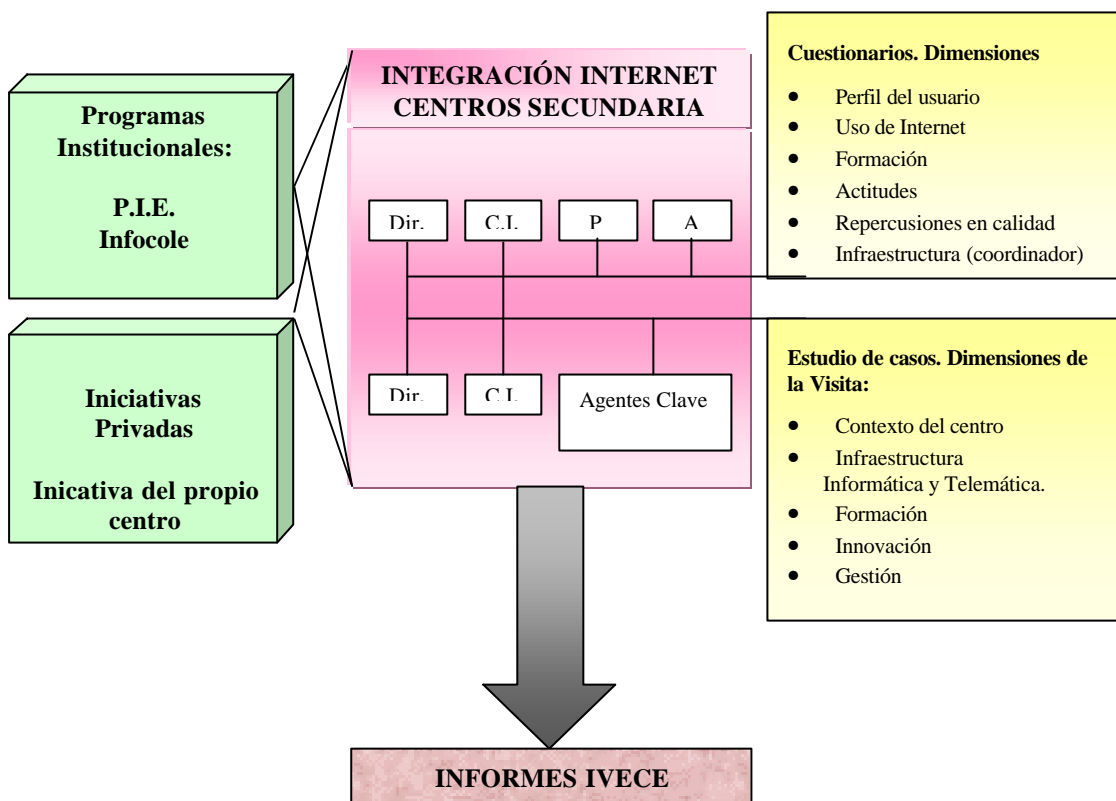 Programas
Institucionales:
P.I.E.
Infocole
Iniciativas
Privadas
Inicativa del propio
centro
INTEGRACIÓN INTERNET
CENTROS SECUNDARIA
Dir.
C.I.
P
A
Dir.
C.I.
Agentes Clave
Cuestionarios. Dimensiones
• Perfil del usuario
• Uso de Internet
• Formación
• Actitudes
• Repercusiones en calidad
• Infraestructura (coordinador)
Estudio de casos. Dimensiones de
la Visita:
• Contexto del centro
• Infraestructura
Informática y Telemática.
• Formación
• Innovación
• Gestión
INFORMES IVECE